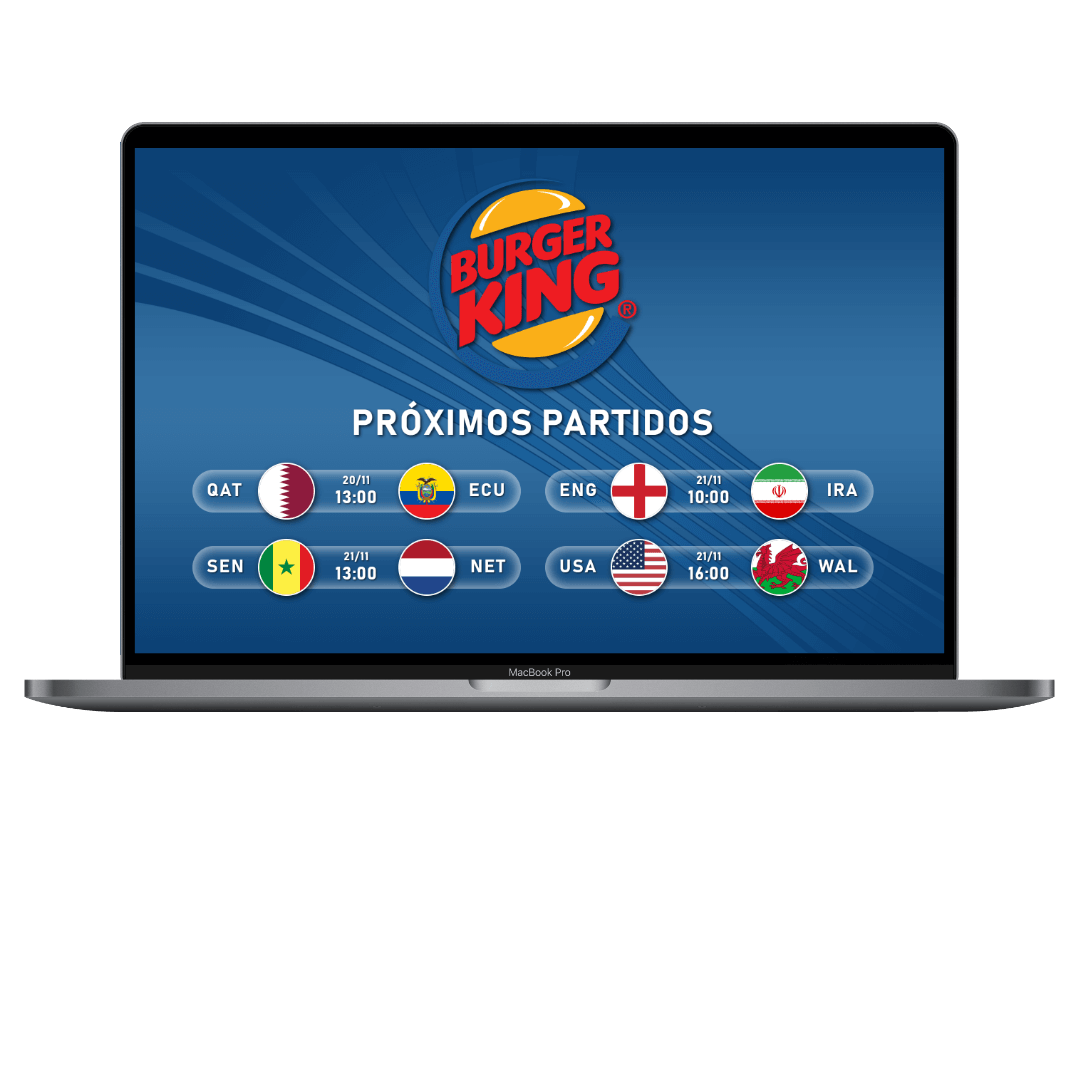 BURGER
KING®
PRÓXIMOS PARTIDOS
QAT 20/11 13:00 ECU
ENG 21/11 10:00 IRA
SEN 21/11 13:00 NET
USA 21/11 16:00 WAL
MacBook Pro